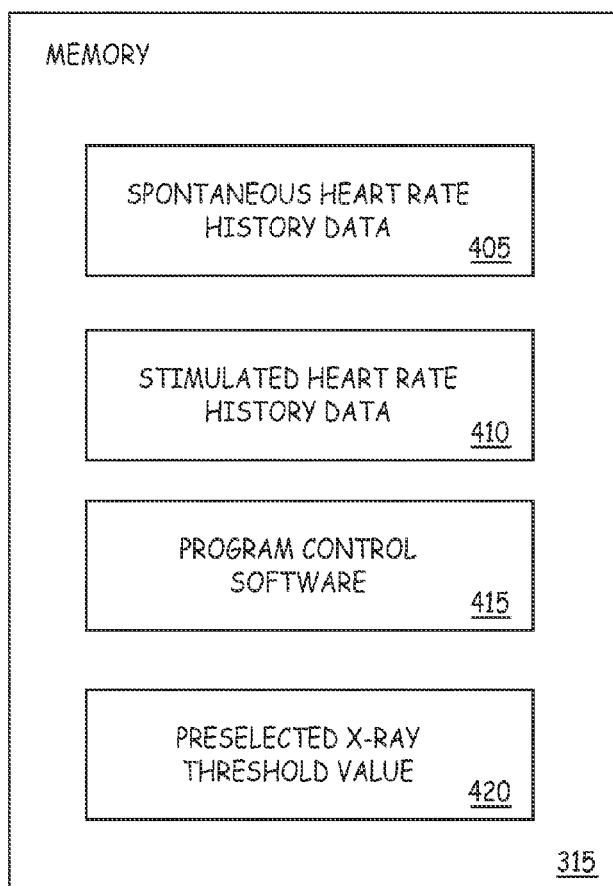 MEMORY
SPONTANEOUS HEART RATE
HISTORY DATA
405
STIMULATED HEART RATE
HISTORY DATA
410
PROGRAM CONTROL
SOFTWARE
415
PRESELECTED X-RAY
THRESHOLD VALUE
420
315